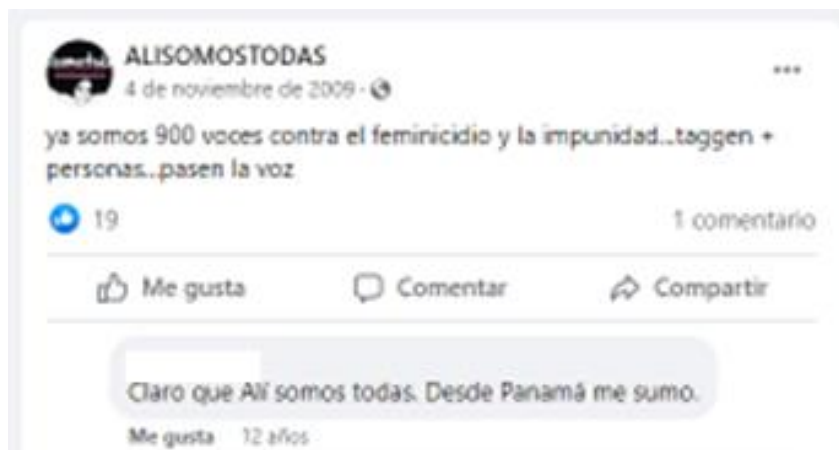 ALISOMOSTODAS
4 de noviembre de 2009 ·
ya somos 900 voces contra el feminicidio y la impunidad...taggen +
personas...pasen la voz
19
1 comentario
Me gusta
Comentar
Compartir
Claro que Alí somos todas. Desde Panamá me sumo.
Me gusta 12 años